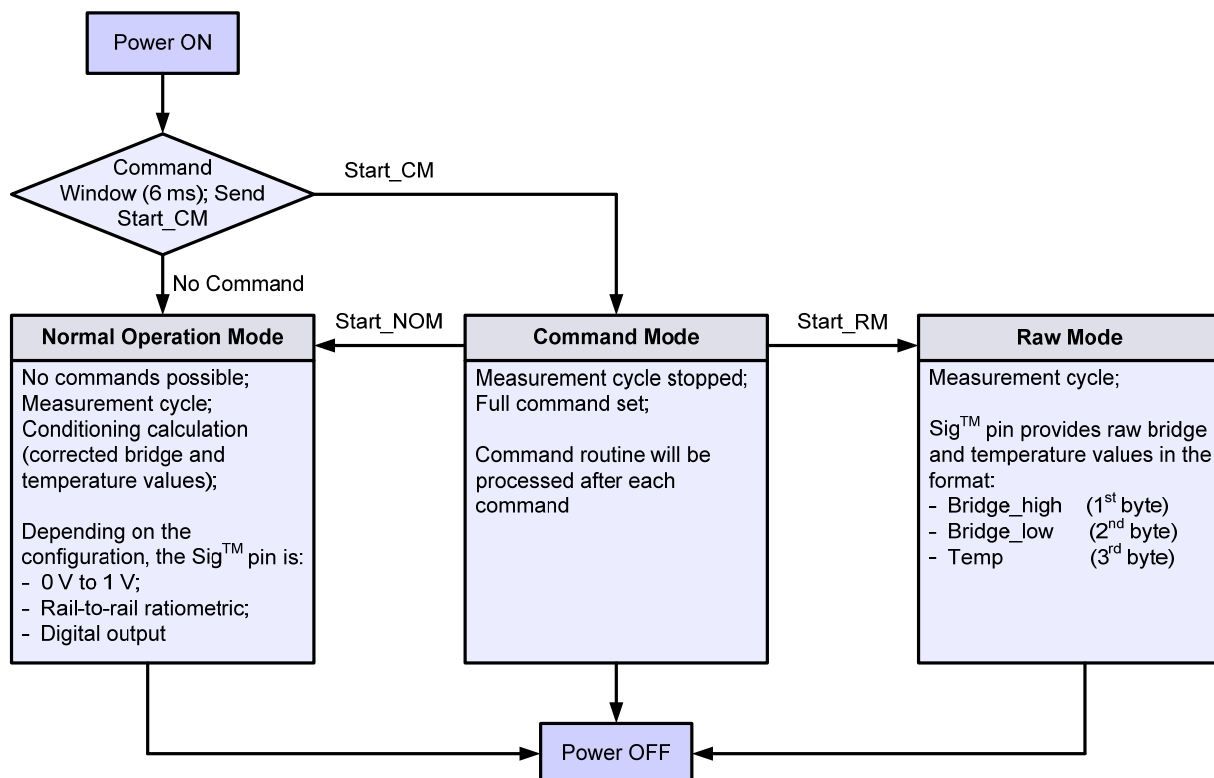 Power ON
Command
Window (6 ms); Send
Start_CM
Start_CM
No Command
Normal Operation Mode
No commands possible;
Measurement cycle;
Conditioning calculation
(corrected bridge and
temperature values);
Depending on the
configuration, the Sig™ pin is:
- 0 V to 1 V;
- Rail-to-rail ratiometric;
- Digital output
Start_NOM
Command Mode
Measurement cycle stopped;
Full command set;
Command routine will be
processed after each
command
Start_RM
Raw Mode
Measurement cycle;
Sig™ pin provides raw bridge
and temperature values in the
format:
- Bridge_high (1st byte)
- Bridge_low (2nd byte)
- Temp (3rd byte)
Power OFF